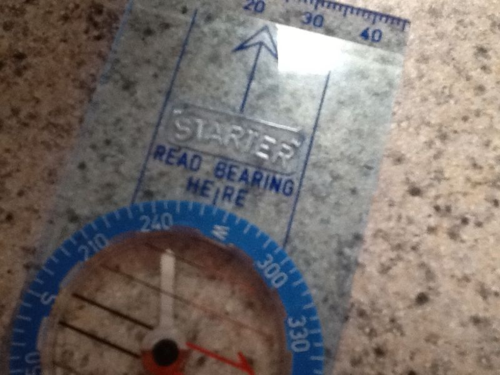 20 30 40
STARTER
READ BEARING
HERE
210 240 W 300 330
S